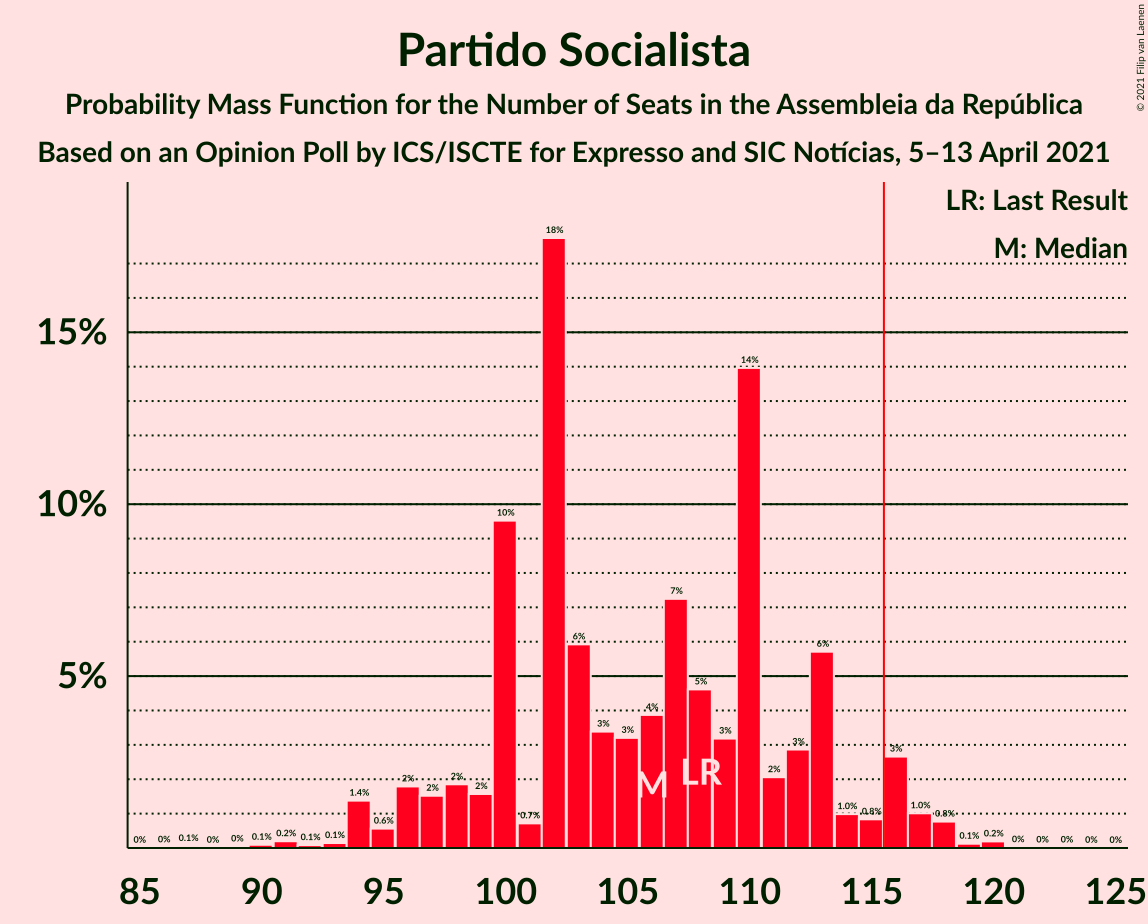 Partido Socialista
Probability Mass Function for the Number of Seats in the Assembleia da República
Based on an Opinion Poll by ICS/ISCTE for Expresso and SIC Notícias, 5–13 April 2021
© 2021 Filip van Laenen
LR: Last Result
M: Median
15%
10%
5%
0% 0% 0.1% 0% 0% 0.1% 0.2% 0.1% 0.1% 1.4% 0.6% 2% 2% 2% 2% 10% 0.7% 18% 6% 3% 3% 4% 7% 5% 3% 14% 2% 3% 6% 1.0% 0.8% 3% 1.0% 0.8% 0.1% 0.2% 0% 0% 0% 0% 0%
M LR
85 90 95 100 105 110 115 120 125